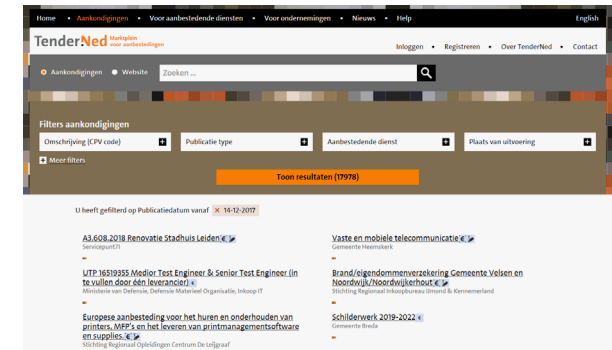 Home • Aankondigingen • Voor aanbestedende diensten • Voor ondernemingen • Nieuws • Help English
TenderNed Marktplein voor aanbestedingen
Inloggen • Registreren • Over TenderNed • Contact
Aankondigingen Website Zoeken ...
Filters aankondigingen
Omschrijving (CPV code) Publicatie type Aanbestedende dienst Plaats van uitvoering
Meer filters
Toon resultaten (17978)
U heeft gefilterd op Publicatiedatum vanaf × 14-12-2017
A3.608.2018 Renovatie Stadhuis Leiden
Servicepunt71
UTP 16519355 Medior Test Engineer & Senior Test Engineer (in
te vullen door één leverancier)
Ministerie van Defensie, Defensie Materieel Organisatie, Inkoop IT
Europese aanbesteding voor het huren en onderhouden van
printers, MFP's en het leveren van printmanagementsoftware
en supplies.
Stichting Regionaal Opleidingen Centrum De Leijgraaf
Vaste en mobiele telecommunicatie
Gemeente Heemskerk
Brand/eigendommenverzekering Gemeente Velsen en
Noordwijk/Noordwijkerhout
Stichting Regionaal Inkoopbureau IJmond & Kennemerland
Schilderwerk 2019-2022
Gemeente Breda